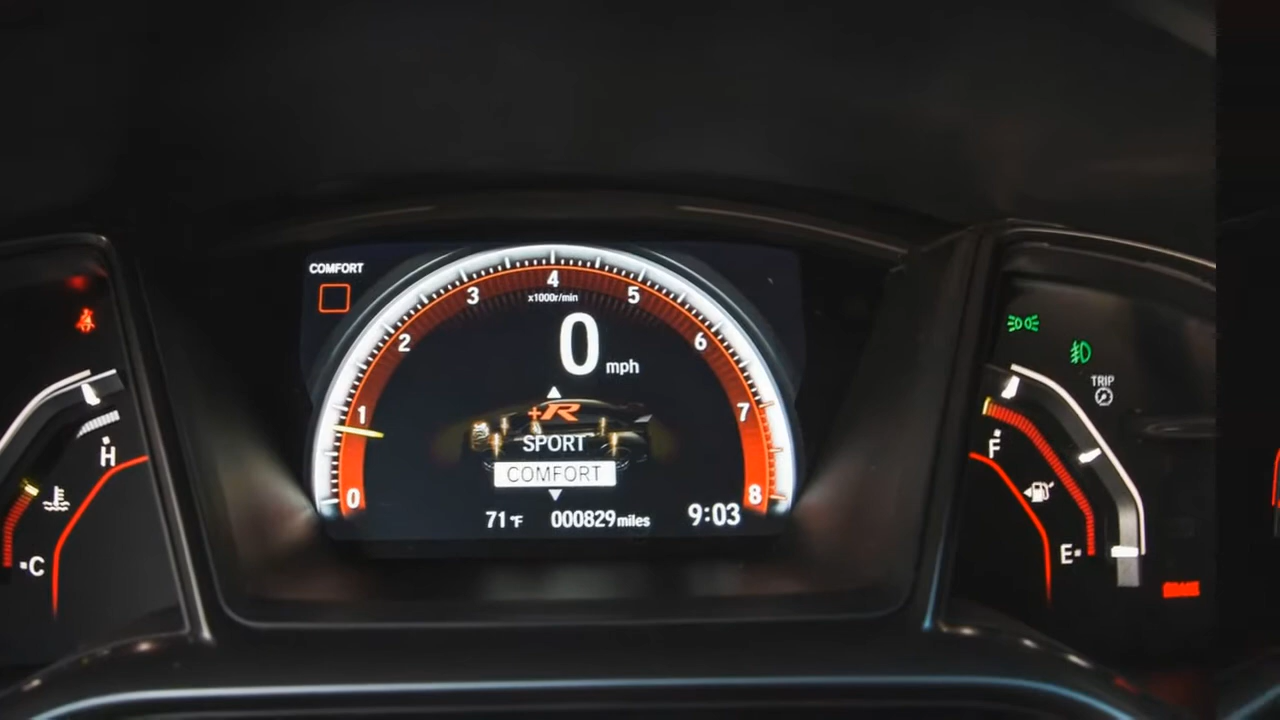 COMFORT
4
3
5
x1000r/min
2
6
0 mph
1
7
+R
SPORT
COMFORT
0
8
71°F 000829 miles 9:03
H
C
TRIP
F
E
BRAKE